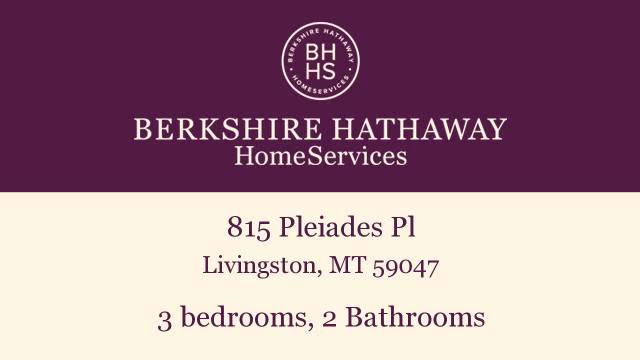 BERKSHIRE HATHAWAY
BH
HS
HOMESERVICES
BERKSHIRE HATHAWAY
HomeServices
815 Pleiades Pl
Livingston, MT 59047
3 bedrooms, 2 Bathrooms